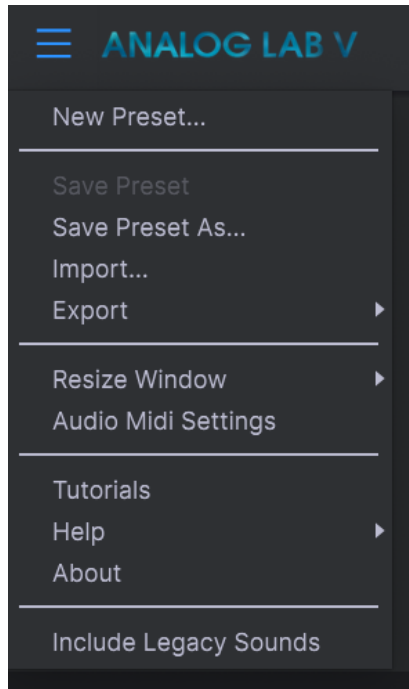 ANALOG LAB V
New Preset...
Save Preset
Save Preset As...
Import...
Export
Resize Window
Audio Midi Settings
Tutorials
Help
About
Include Legacy Sounds